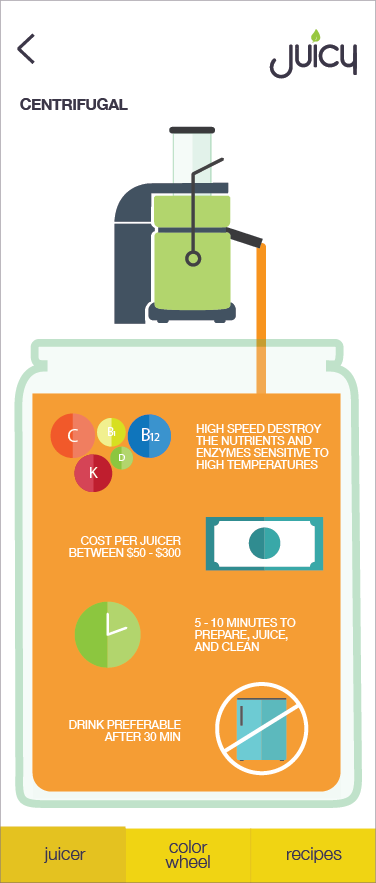 juicy
CENTRIFUGAL
C
B1
B12
D
K
HIGH SPEED DESTROY
THE NUTRIENTS AND
ENZYMES SENSITIVE TO
HIGH TEMPERATURES
COST PER JUICER
BETWEEN $50 - $300
5 - 10 MINUTES TO
PREPARE, JUICE,
AND CLEAN
DRINK PREFERABLE
AFTER 30 MIN
juicer
color
wheel
recipes